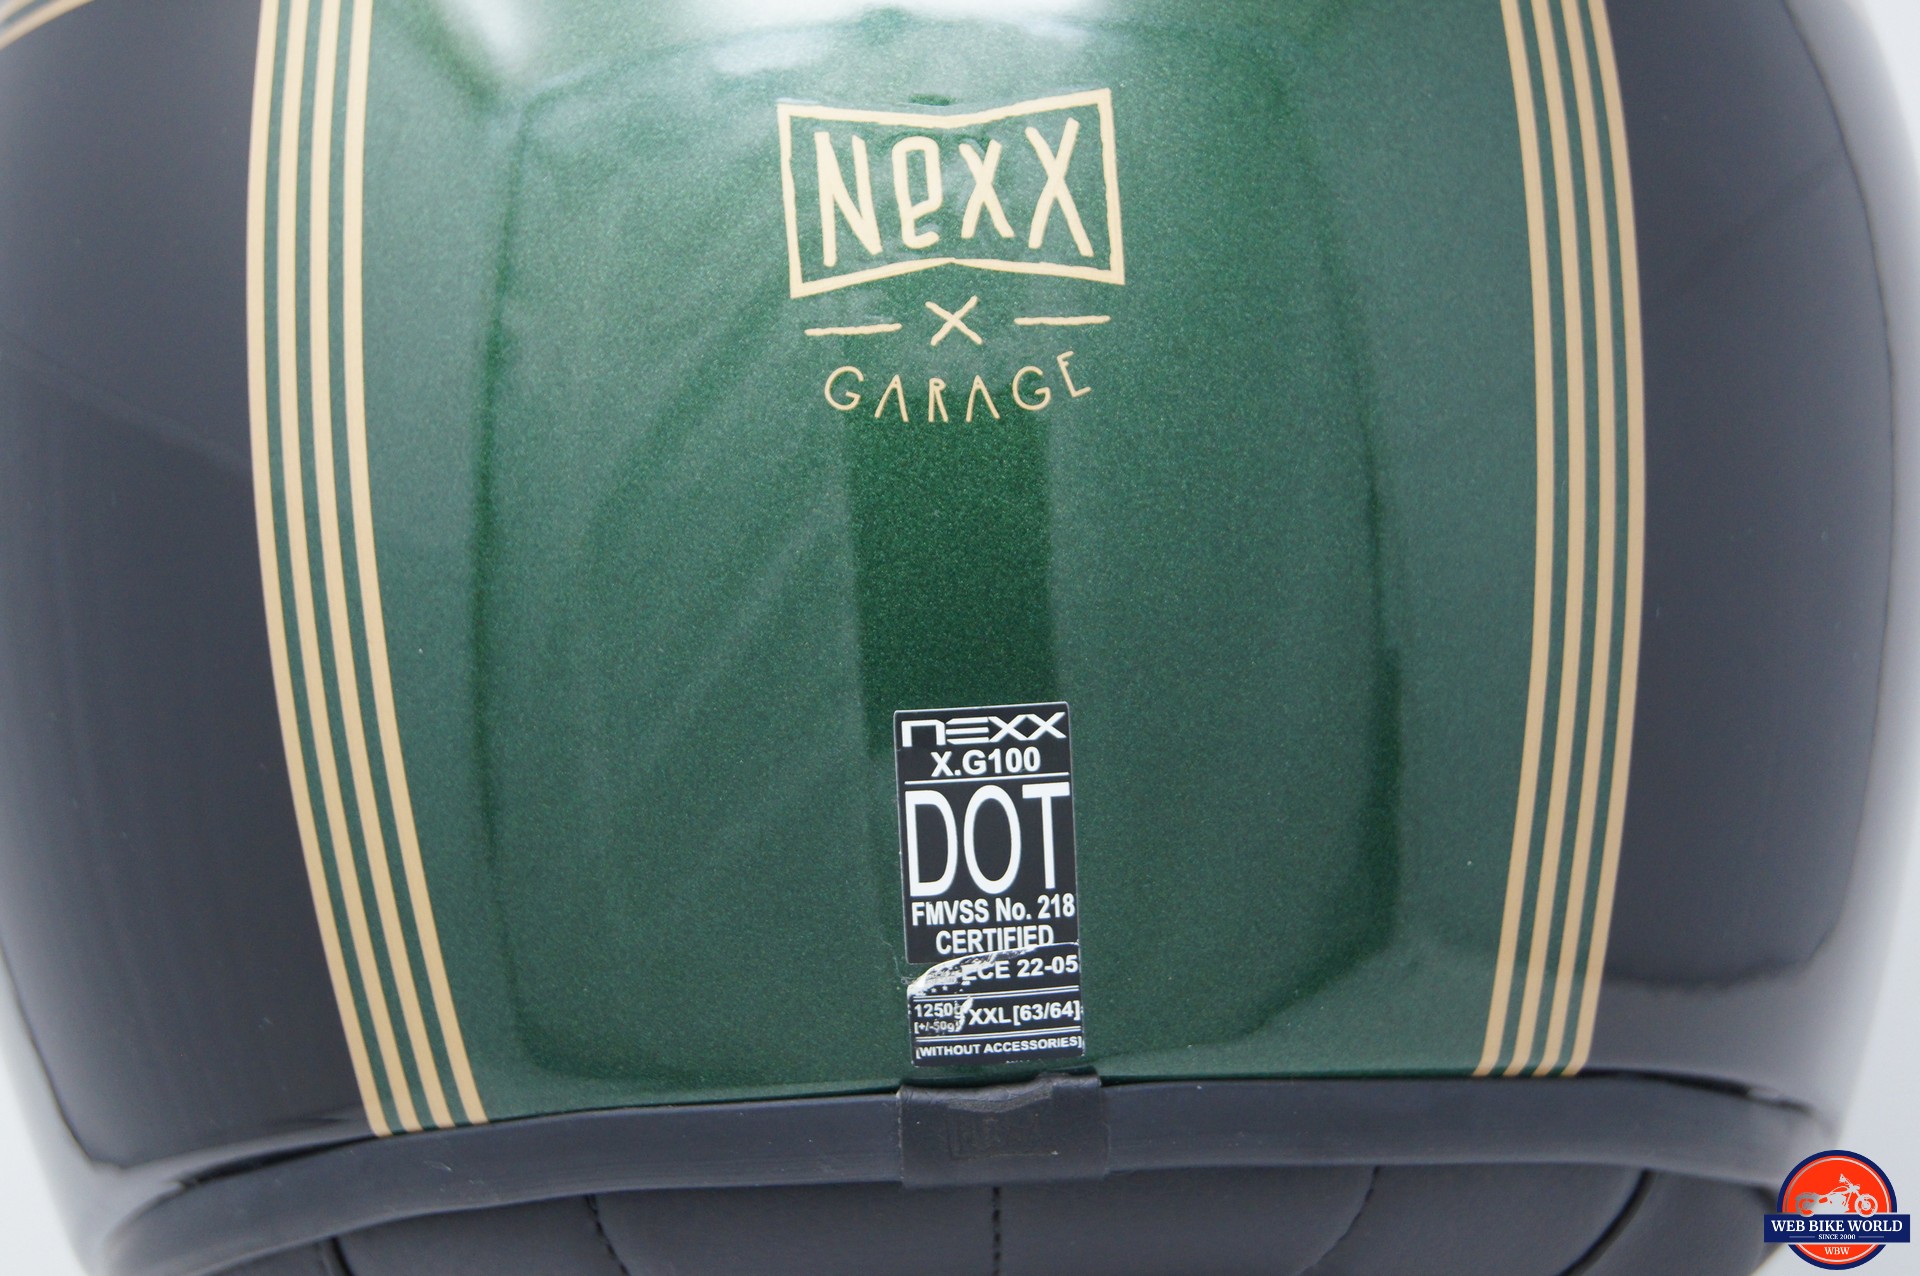 NeXX
X
GARAGE
NEXX
X.G100
DOT
FMVSS No. 218
CERTIFIED
ECE 22-05
1250g XXL[63/64]
[+/-50g]
[WITHOUT ACCESSORIES]
WEB BIKE WORLD
SINCE 2000
WBW